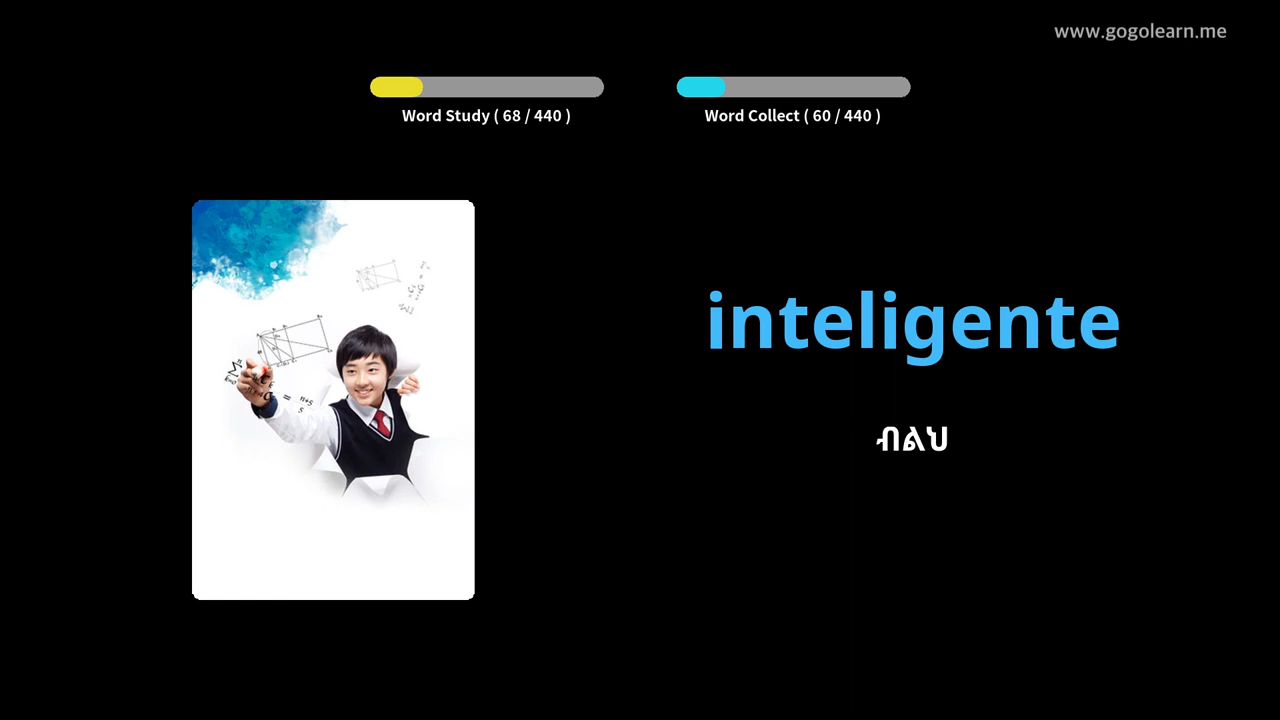 www.gogolearn.me
Word Study ( 68 / 440 )
Word Collect ( 60 / 440 )
inteligente
ብልህ